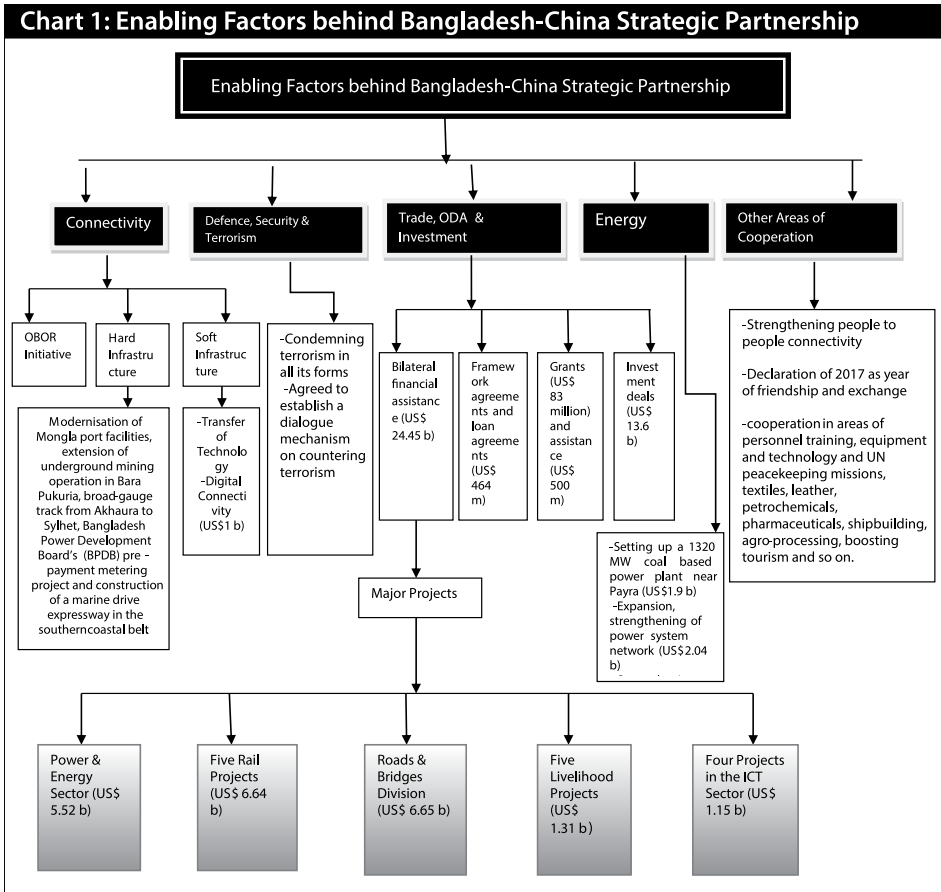 Chart 1: Enabling Factors behind Bangladesh-China Strategic Partnership
Enabling Factors behind Bangladesh-China Strategic Partnership
Connectivity
Defence, Security &
Terrorism
Trade, ODA &
Investment
Energy
Other Areas of
Cooperation
OBOR
Initiative
Hard
Infrastru
cture
Soft
Infrastruc
ture
-Condemning
terrorism in
all its forms
-Agreed to
establish a
dialogue
mechanism
on countering
terrorism
Bilateral
financial
assistanc
e (US$
24.45 b)
Framew
ork
agreeme
nts and
loan
agreeme
nts(US$
464
m)
Grants
(US$
83
million)
and
assistan
ce
(US$
500
m)
Invest
ment
deals
(US$
13.6
b)
-Strengthening people to
people connectivity
-Declaration of 2017 as year
of friendship and exchange
-cooperation in areas of
personnel training, equipment
and technology and UN
peacekeeping missions,
textiles, leather,
petrochemicals,
pharmaceuticals, shipbuilding,
agro-processing, boosting
tourism and so on.
Modernisation of
Mongla port facilities,
extension of
underground mining
operation in Bara
Pukuria, broad-gauge
track from Akhaura to
Sylhet, Bangladesh
Power Development
Board's (BPDB) pre -
payment metering
project and construction
of a marine drive
expressway in the
southerncoastal belt
-Transfer
of
Technolo
gy
-Digital
Connecti
vity
(US$1 b)
-Setting up a 1320
MW coal based
power plant near
Payra (US$1.9 b)
-Expansion,
strengthening of
power system
network (US$2.04
b)
Major Projects
Power &
Energy
Sector (US$
5.52 b)
Five Rail
Projects
(US$ 6.64
b)
Roads &
Bridges
Division
(US$ 6.65 b)
Five
Livelihood
Projects
(US$
1.31 b)
Four Projects
in the ICT
Sector (US$
1.15 b)